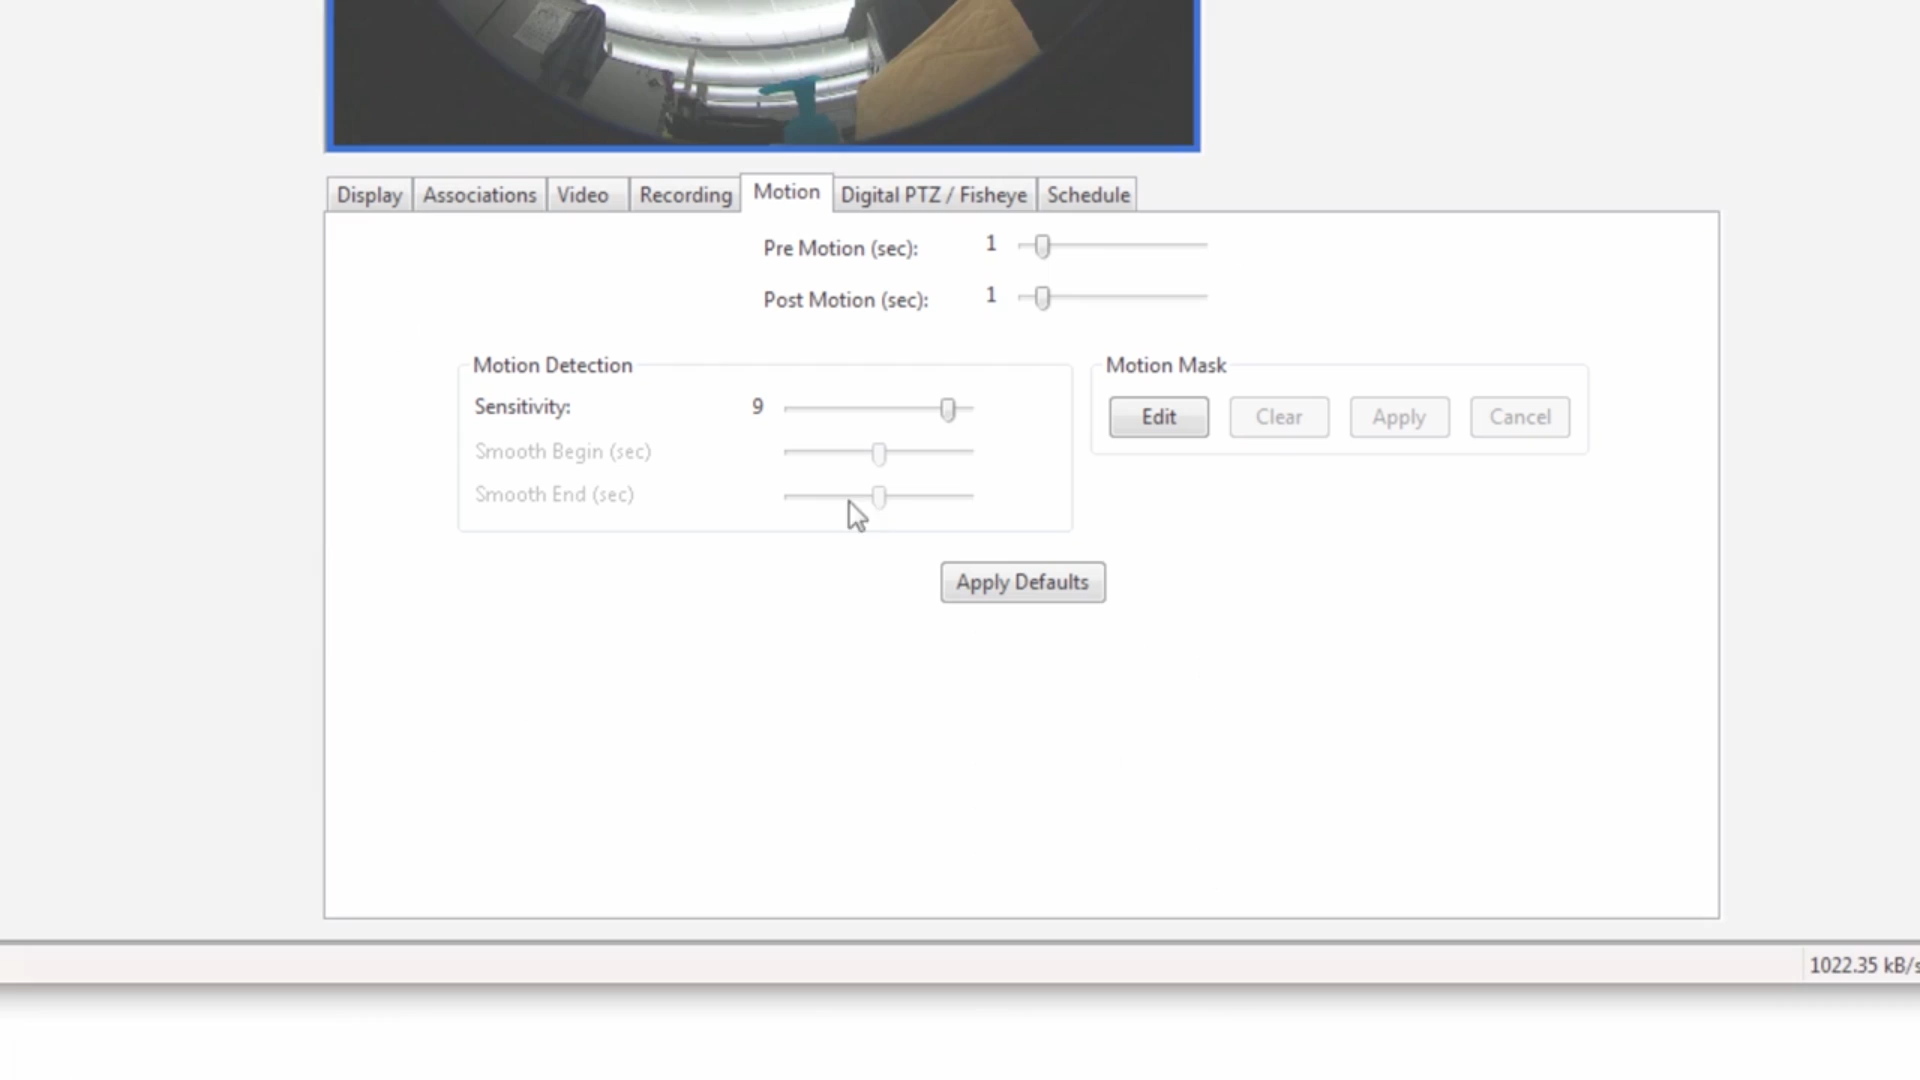 Display Associations Video Recording Motion Digital PTZ / Fisheye Schedule
Pre Motion (sec): 1
Post Motion (sec): 1
Motion Detection
Sensitivity: 9
Smooth Begin (sec)
Smooth End (sec)
Motion Mask
Edit Clear Apply Cancel
Apply Defaults
1022.35 kB/s